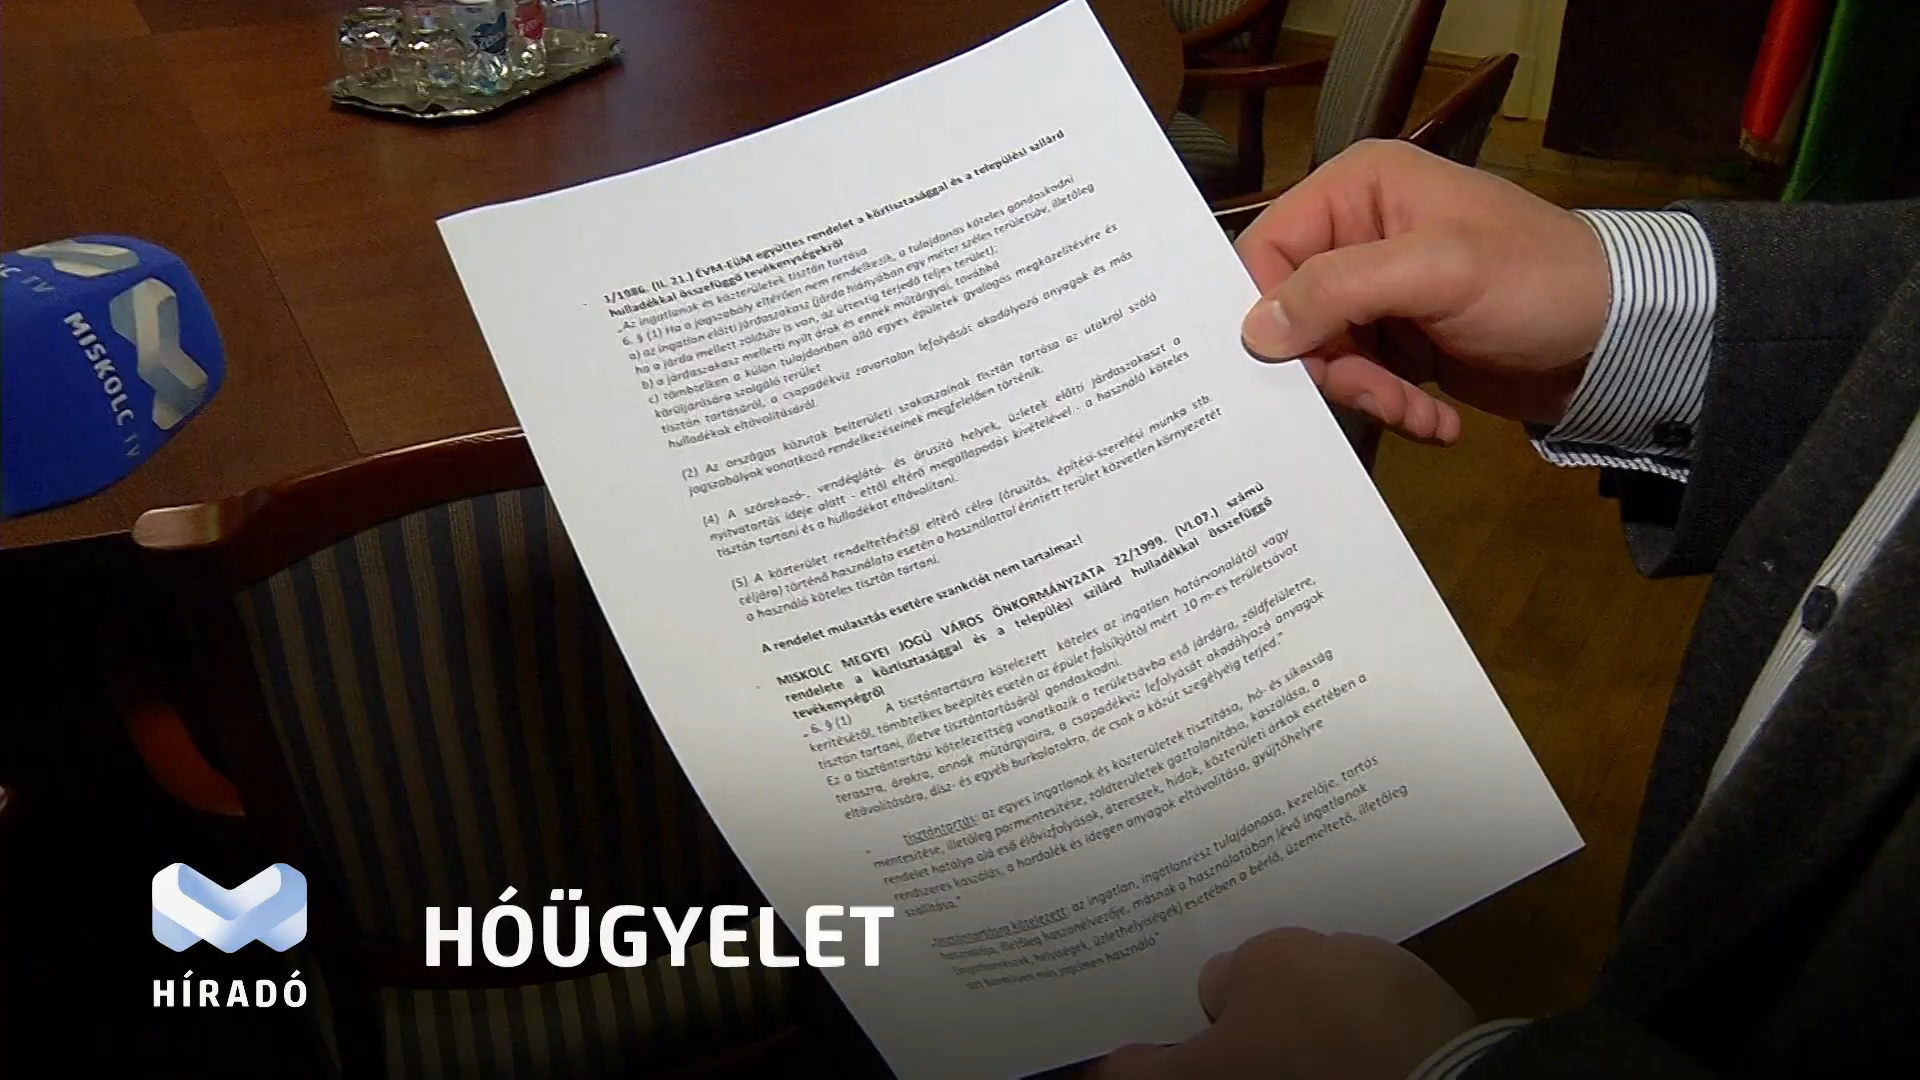 1/1986. (II. 21.) ÉVM-EüM együttes rendelet a köztisztasággal és a települési szilárd
hulladékkal összefüggő tevékenységekről
„Az ingatlanok és közterületek tisztán tartása
6. § (1) Ha a jogszabály eltérően nem rendelkezik, a tulajdonos köteles gondoskodni
a) az ingatlan előtti járdaszakasz (járda hiányában egy méter széles területsáv, illetőleg
ha a járda mellett zöldsáv is van, az úttestig terjedő teljes terület);
b) a járdaszakasz melletti nyílt árok és ennek műtárgyai, továbbá
c) tömbtelken a külön tulajdonban álló egyes épületek gyalogos megközelítésére és
körüljárására szolgáló terület
tisztán tartásáról, a csapadékvíz zavartalan lefolyását akadályozó anyagok és más
hulladékok eltávolításáról.
(2) Az országos közutak belterületi szakaszainak tisztán tartása az utakról szóló
jogszabályok vonatkozó rendelkezéseinek megfelelően történik.
(4) A szórakozó-, vendéglátó- és árusító helyek, üzletek előtti járdaszakaszt a
nyitvatartás ideje alatt - ettől eltérő megállapodás kivételével - a használó köteles
tisztán tartani és a hulladékot eltávolítani.
(5) A közterület rendeltetésétől eltérő célra (árusítás, építési-szerelési munka stb.
céljára) történő használata esetén a használattal érintett terület közvetlen környezetét
a használó köteles tisztán tartani.
A rendelet mulasztás esetére szankciót nem tartalmaz!
MISKOLC MEGYEI JOGÚ VÁROS ÖNKORMÁNYZATA 22/1999. (VI.07.) számú
rendelete a köztisztasággal és a települési szilárd hulladékkal összefüggő
tevékenységről
„ 6. § (1) A tisztántartásra kötelezett köteles az ingatlan határvonalától vagy
kerítésétől, tömbtelkes beépítés esetén az épület falsíkjától mért 10 m-es területsávot
tisztán tartani, illetve tisztántartásáról gondoskodni.
Ez a tisztántartási kötelezettség vonatkozik a területsávba eső járdára, zöldfelületre,
teraszra, árokra, annak műtárgyaira, a csapadékvíz lefolyását akadályozó anyagok
eltávolítására, dísz- és egyéb burkolatokra, de csak a közút szegélyéig terjed.”
„ tisztántartás: az egyes ingatlanok és közterületek tisztítása, hó- és síkosság
mentesítése, illetőleg pormentesítése, zöldterületek gaztalanítása, kaszálása, a
rendelet hatálya alá eső élővízfolyások, átereszek, hidak, közterületi árkok esetében a
rendszeres kaszálás, a hordalék és idegen anyagok eltávolítása, gyűjtőhelyre
szállítása.”
„tisztántartásra kötelezett: az ingatlan, ingatlanrész tulajdonosa, kezelője, tartós
használója, illetőleg haszonélvezője, másnak a használatában lévő ingatlanok
(ingatlanrészek, helyiségek, üzlethelyiségek) esetében a bérlő, üzemeltető, illetőleg
azt bármilyen más jogcímen használó”
MISKOLC TV
HÍRADÓ
HÓÜGYELET